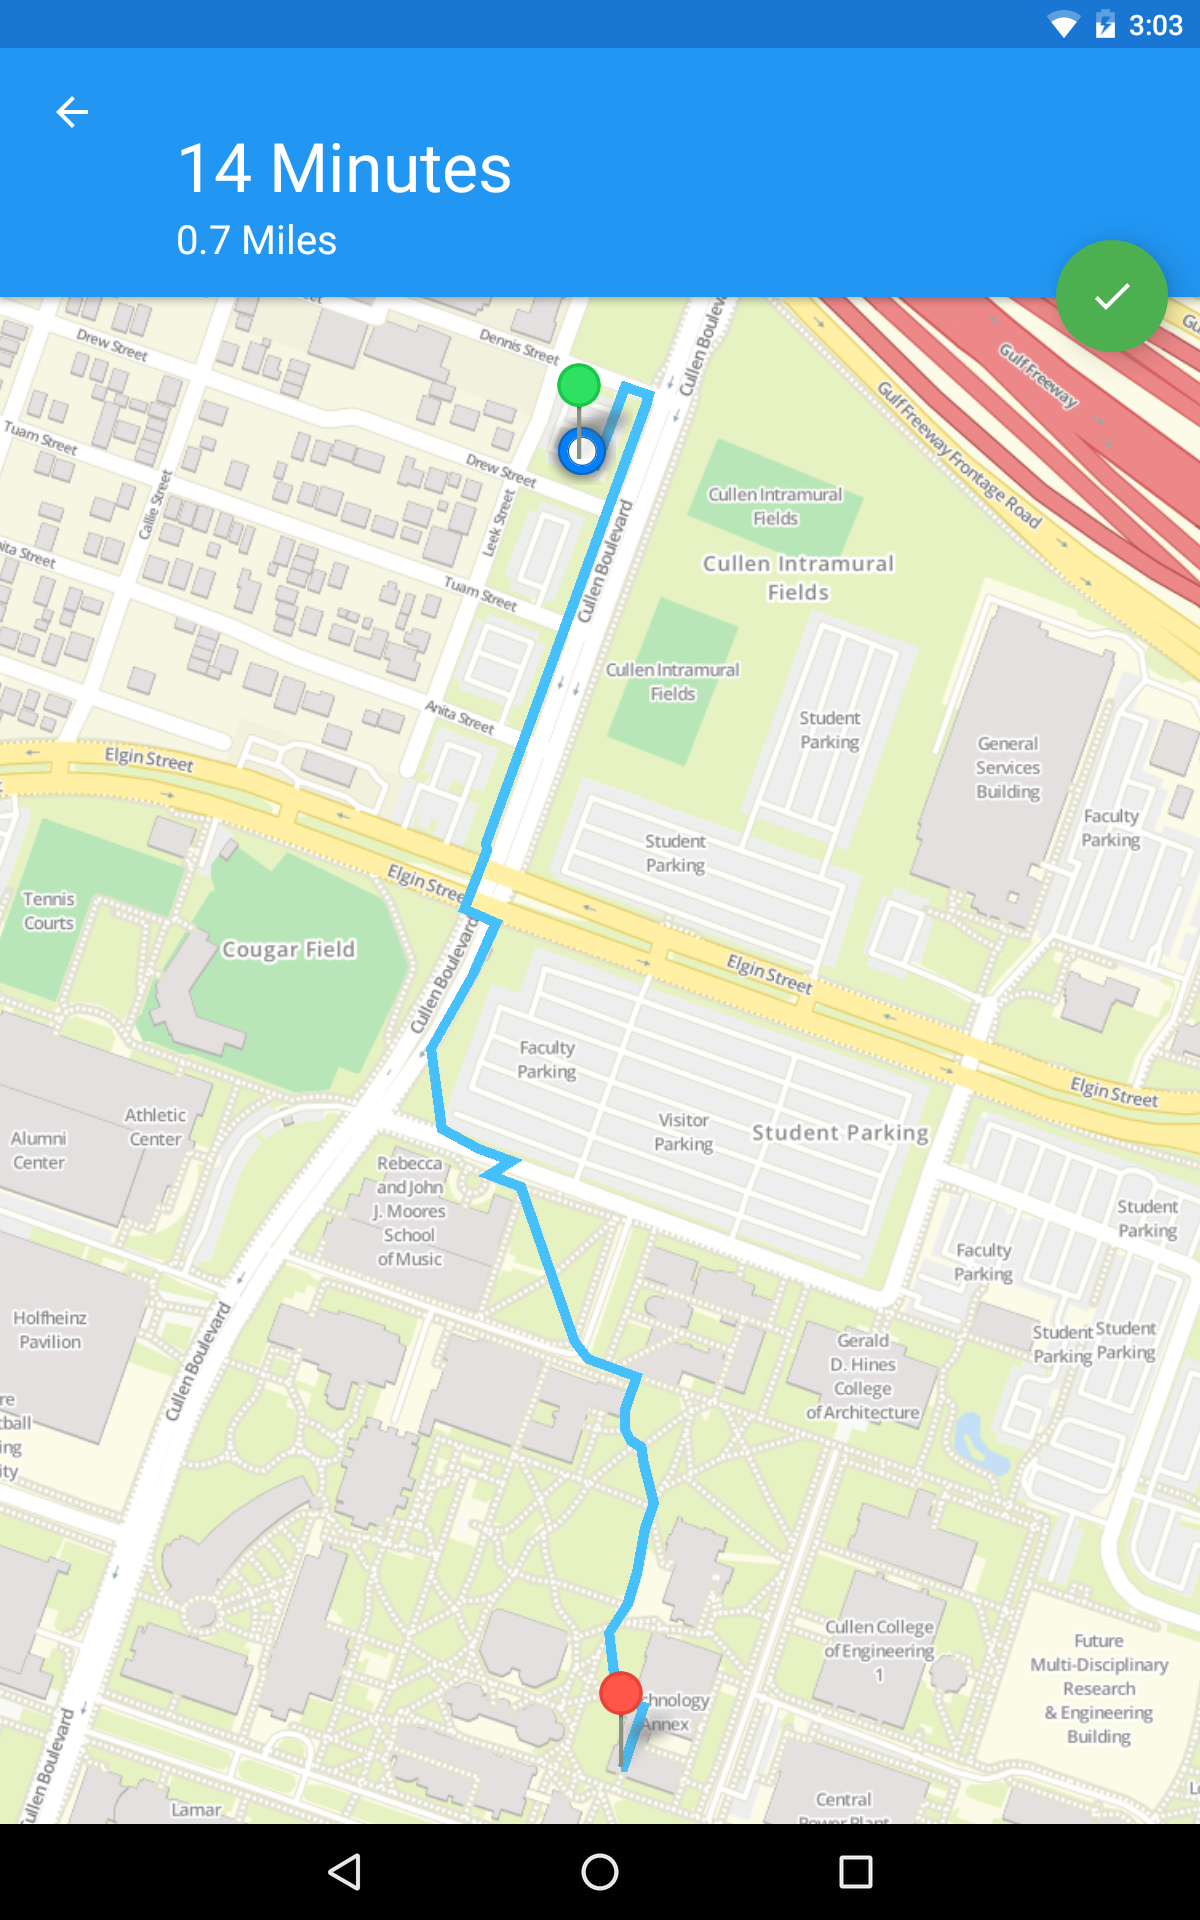 3:03
14 Minutes
0.7 Miles
Drew Street
Dennis Street
Cullen Boulevard
Gulf Freeway
Gulf Freeway Frontage Road
Tuam Street
Callie Street
Drew Street
Leek Street
Cullen Intramural
Fields
Cullen Intramural
Fields
Cullen Boulevard
Tuam Street
Cullen Intramural
Fields
Student
Parking
Anita Street
General
Services
Building
Elgin Street
Faculty
Parking
Student
Parking
Elgin Stree
Tennis
Courts
Cougar Field
Cullen Boulevard
Elgin Street
Faculty
Parking
Elgin Street
Athletic
Center
Alumni
Center
Visitor
Parking
Student Parking
Rebecca
and John
J. Moores
School
of Music
Student
Parking
Faculty
Parking
Holfheinz
Pavilion
Cullen Boulevard
Gerald
D. Hines
College
of Architecture
Student
Parking
Student
Parking
Cullen College
of Engineering
1
Future
Multi-Disciplinary
Research
& Engineering
Building
chnology
Annex
Cullen Boulevard
Lamar
Central
Power Plant